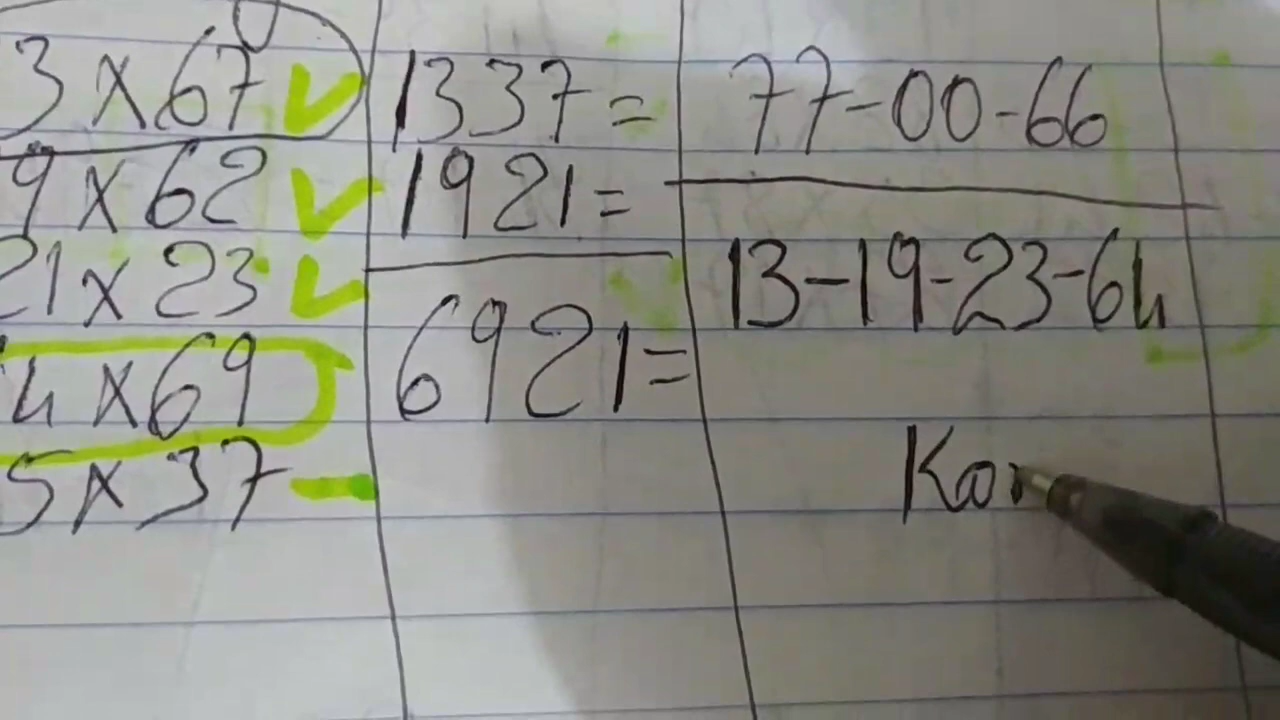 3 x 67 1337= 77-00-66
9 x 62 1921=
21 x 23 13-19-23-64
4 x 69 6921=
5 x 37 Kon